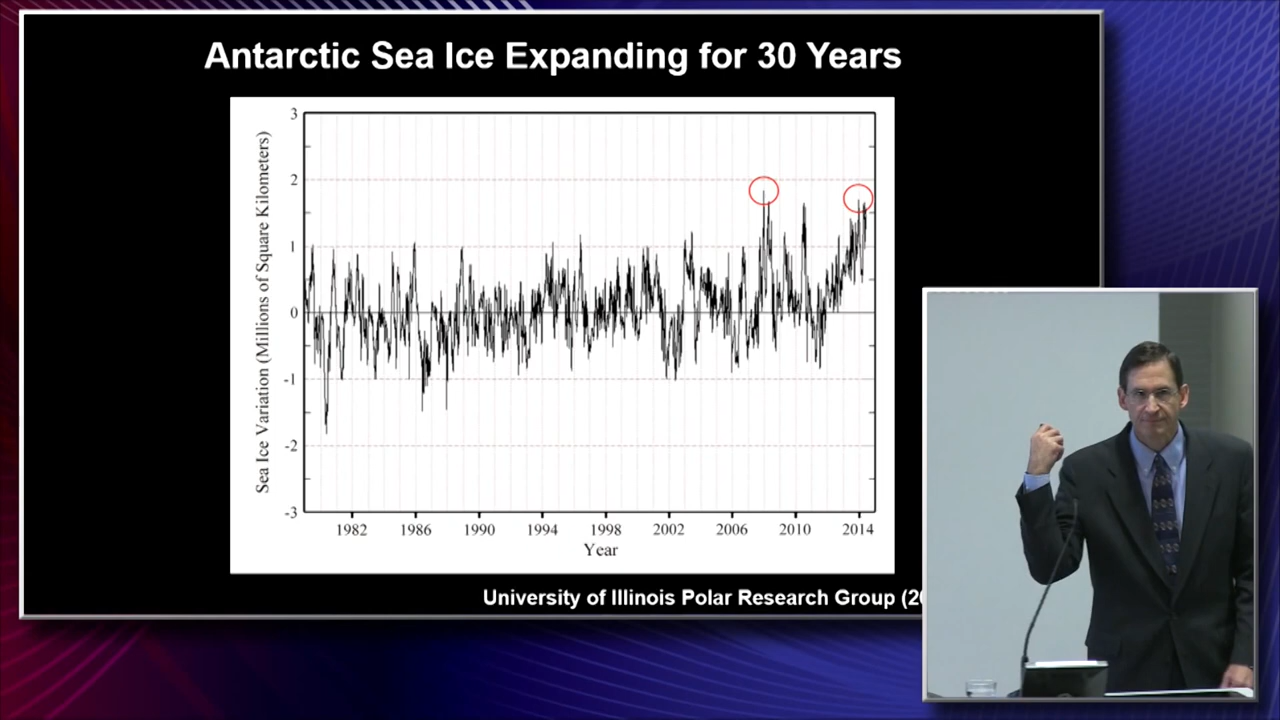 Antarctic Sea Ice Expanding for 30 Years
Sea Ice Variation (Millions of Square Kilometers)
3
2
1
0
-1
-2
-3
1982 1986 1990 1994 1998 2002 2006 2010 2014
Year
University of Illinois Polar Research Group